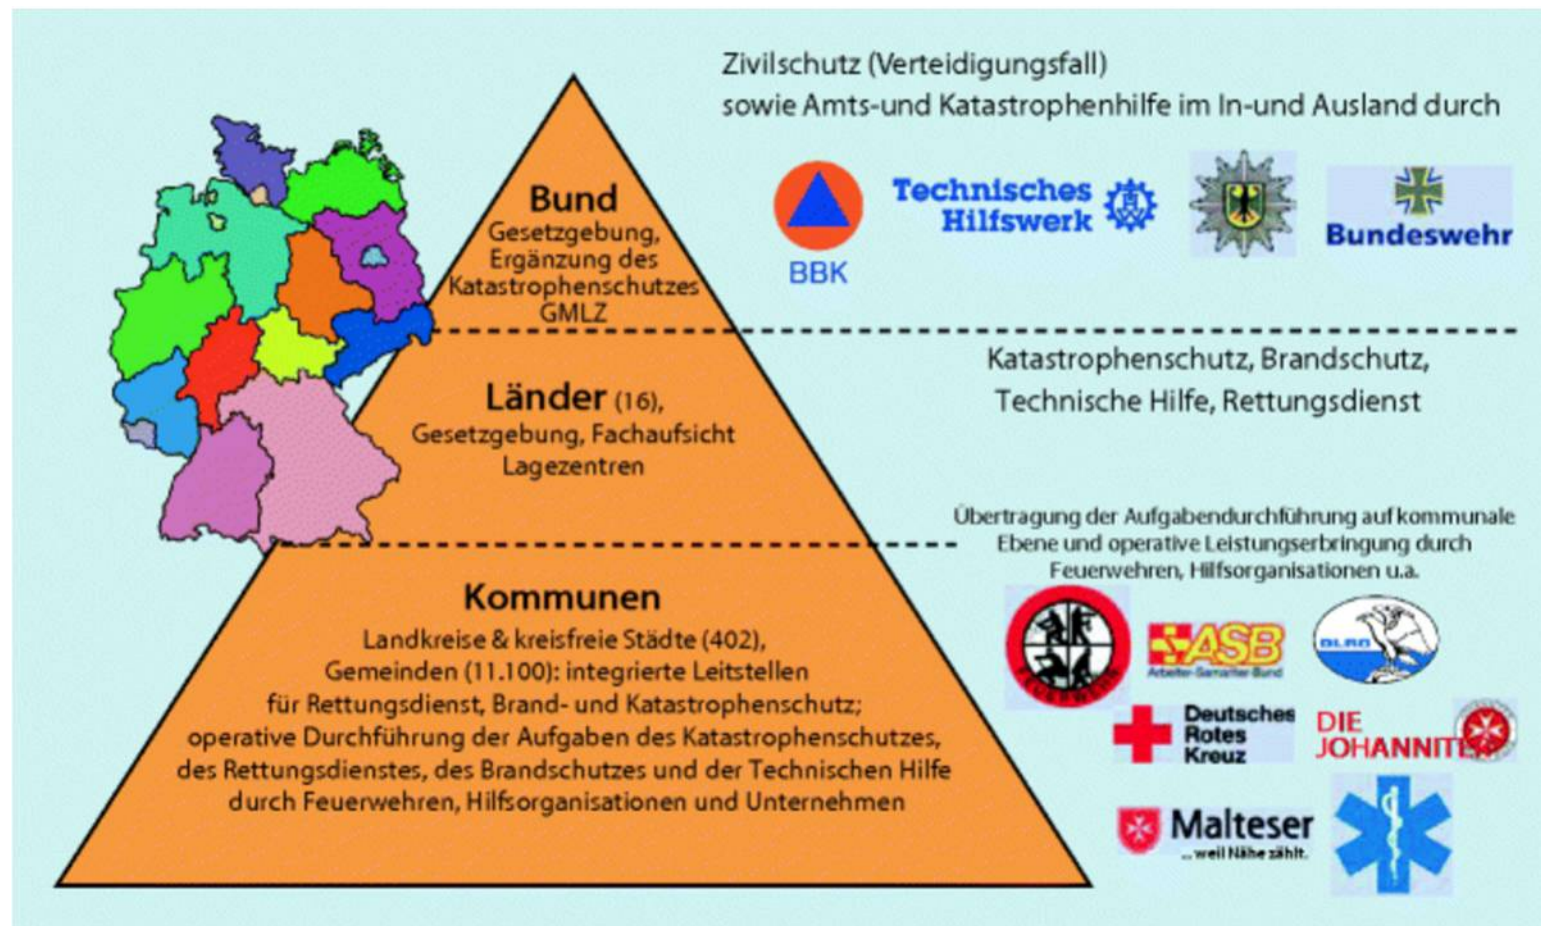 Zivilschutz (Verteidigungsfall)
sowie Amts-und Katastrophenhilfe im In-und Ausland durch
BBK
Technisches
Hilfswerk
Bundeswehr
Bund
Gesetzgebung,
Ergänzung des
Katastrophenschutzes
GMLZ
Katastrophenschutz, Brandschutz,
Technische Hilfe, Rettungsdienst
Länder (16),
Gesetzgebung, Fachaufsicht
Lagezentren
Übertragung der Aufgabendurchführung auf kommunale
Ebene und operative Leistungserbringung durch
Feuerwehren, Hilfsorganisationen u.a.
Kommunen
Landkreise & kreisfreie Städte (402),
Gemeinden (11.100): integrierte Leitstellen
für Rettungsdienst, Brand- und Katastrophenschutz;
operative Durchführung der Aufgaben des Katastrophenschutzes,
des Rettungsdienstes, des Brandschutzes und der Technischen Hilfe
durch Feuerwehren, Hilfsorganisationen und Unternehmen
FEUERWEHR
ASB
Arbeiter-Samariter-Bund
DLRG
Deutsches
Rotes
Kreuz
DIE
JOHANNITER
Malteser
...weil Nähe zählt.